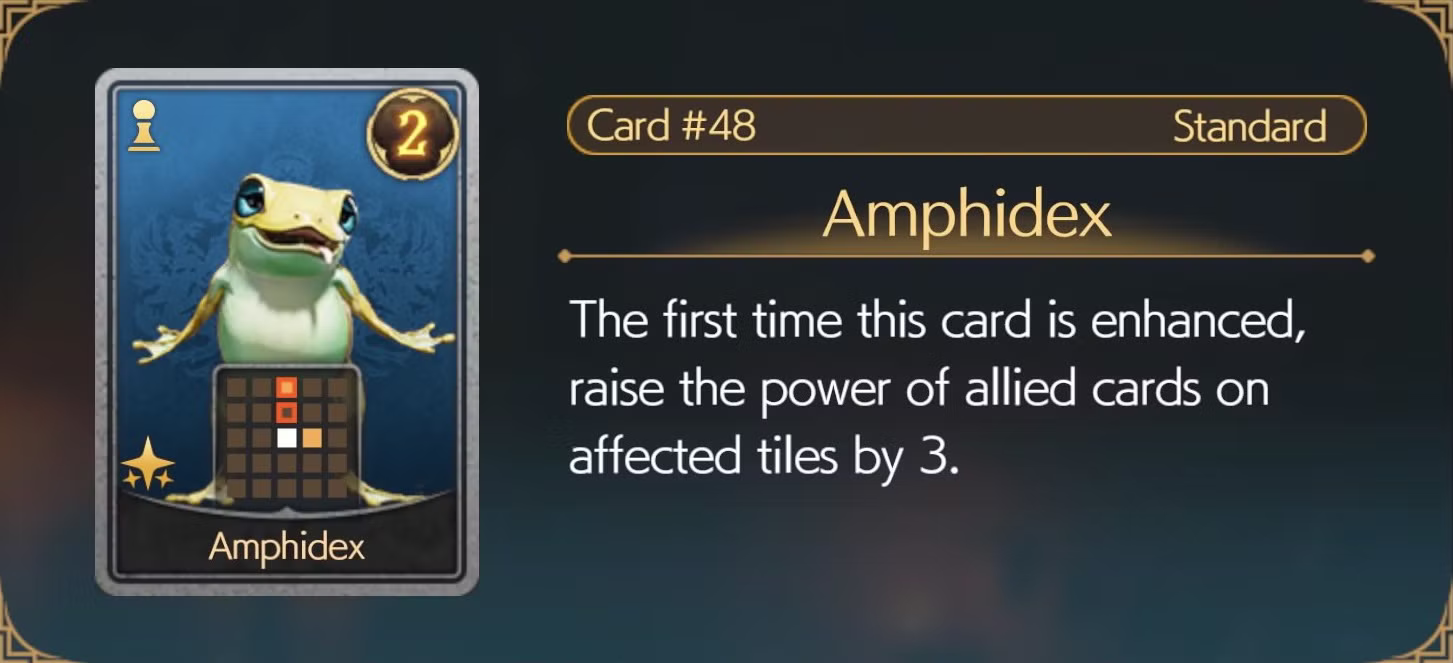 2
Amphidex
Card #48 Standard
Amphidex
The first time this card is enhanced,
raise the power of allied cards on
affected tiles by 3.